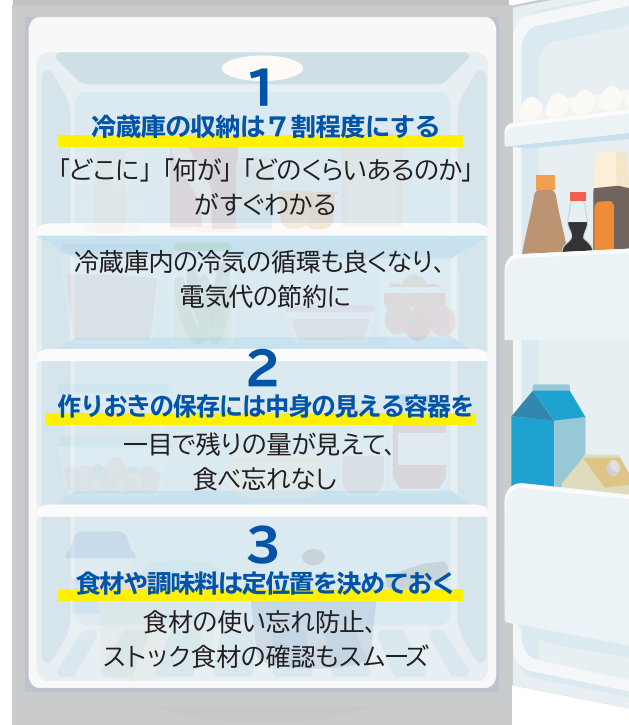 1
冷蔵庫の収納は7割程度にする
「どこに」「何が」「どのくらいあるのか」
がすぐわかる
冷蔵庫内の冷気の循環も良くなり、
電気代の節約に
2
作りおきの保存には中身の見える容器を
一目で残りの量が見えて、
食べ忘れなし
3
食材や調味料は定位置を決めておく
食材の使い忘れ防止、
ストック食材の確認もスムーズ